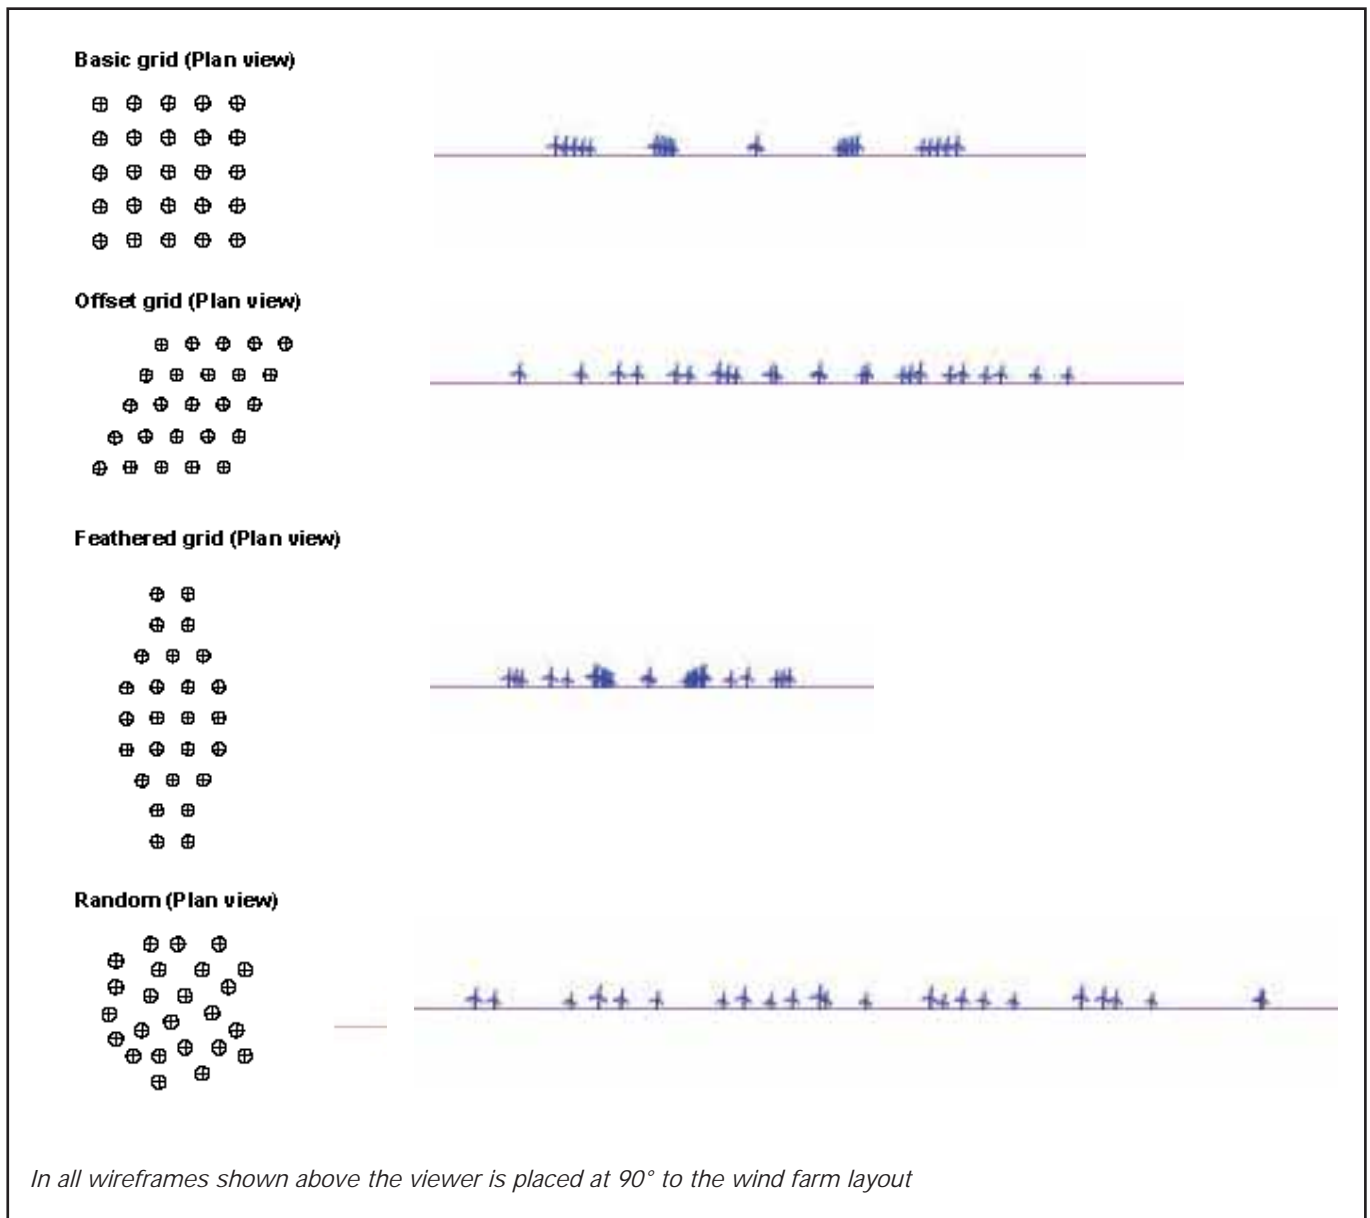 Basic grid (Plan view)
Offset grid (Plan view)
Feathered grid (Plan view)
Random (Plan view)
In all wireframes shown above the viewer is placed at 90° to the wind farm layout